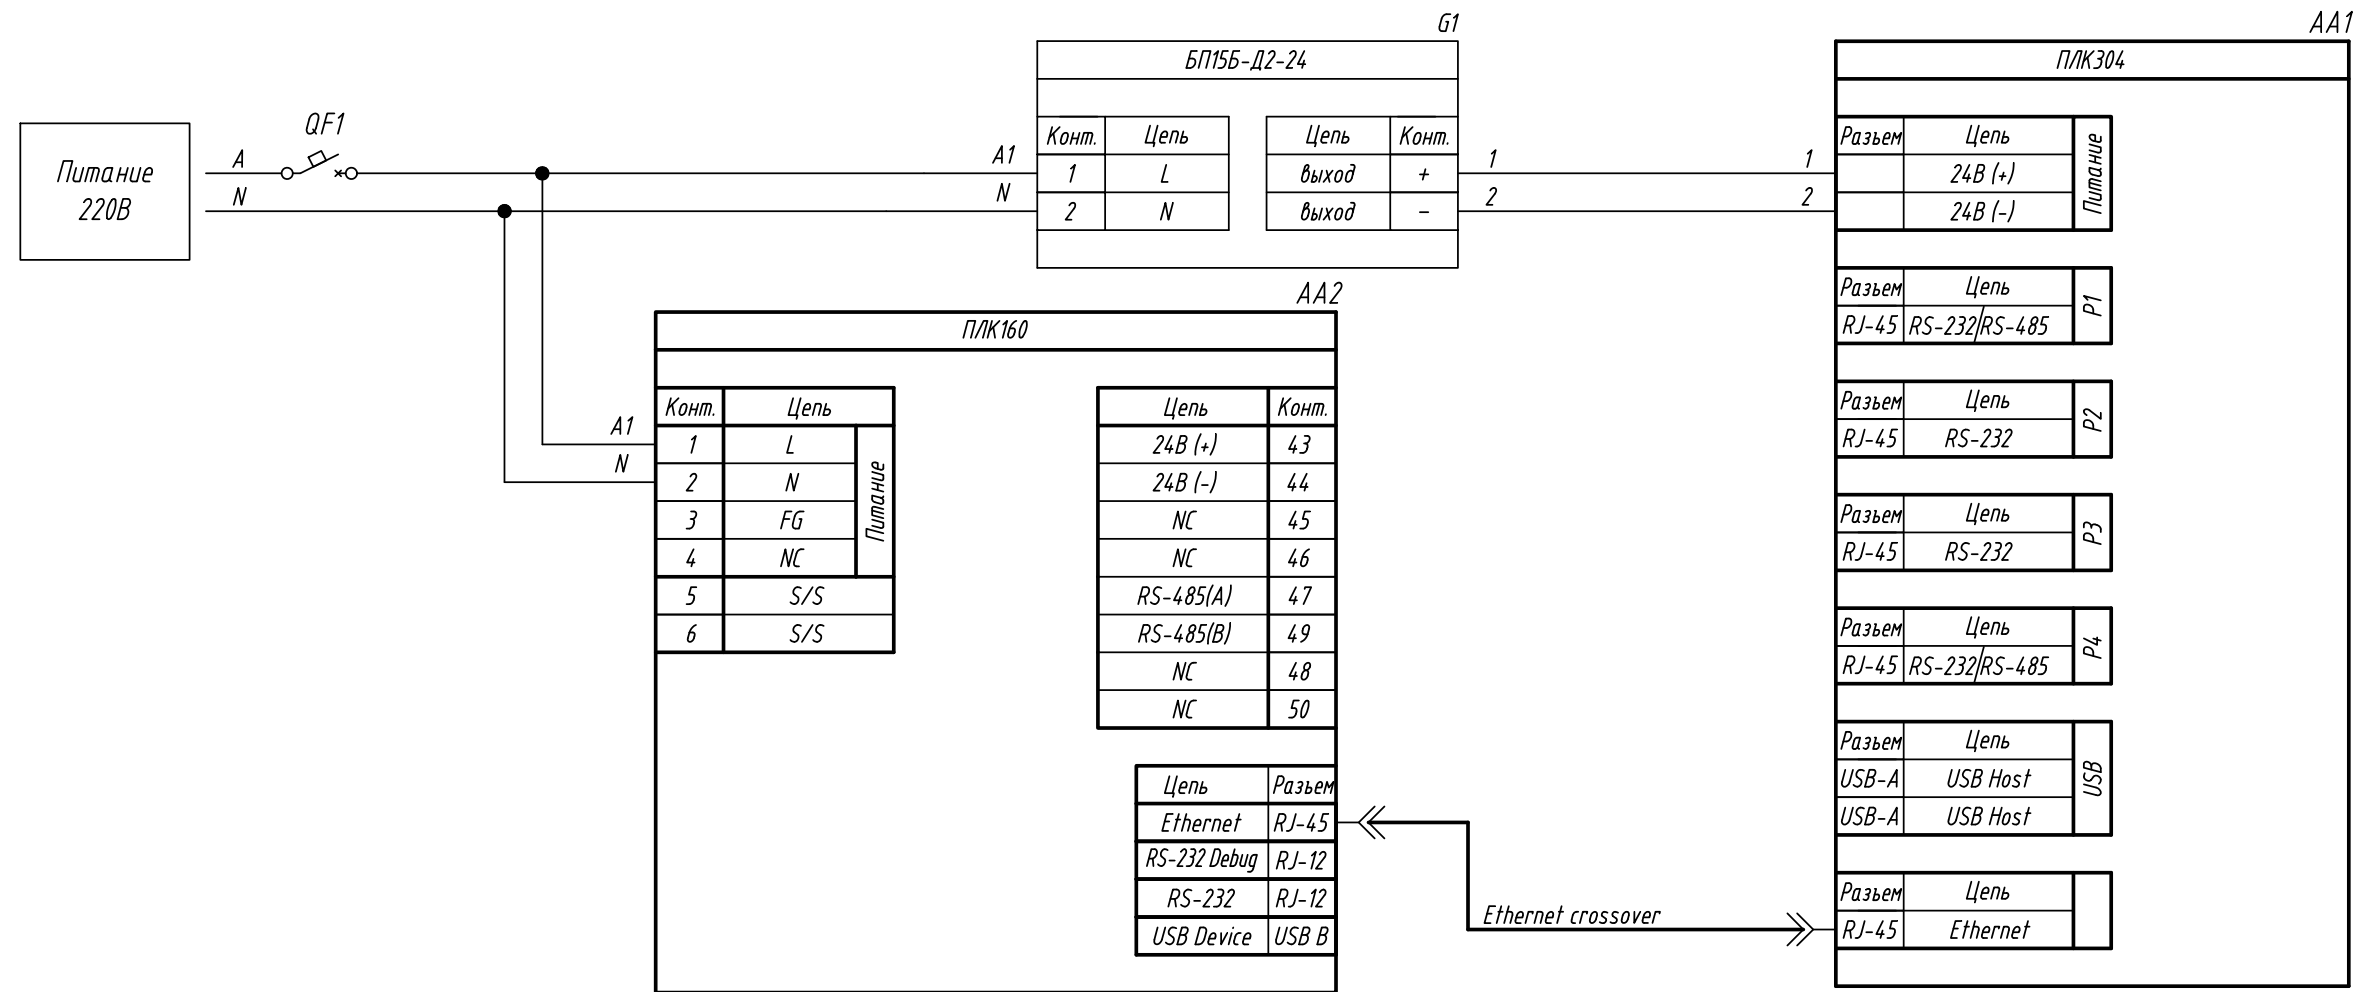 G1
AA1
БП15Б-Д2-24
ПЛК304
Питание
220В
QF1
A
N
A1
N
Конт. Цепь
1 L
2 N
Цепь Конт.
выход +
выход -
1
2
1
2
Разъем Цепь
24В (+)
24В (-)
Питание
Разъем Цепь
RJ-45 RS-232/RS-485
P1
Разъем Цепь
RJ-45 RS-232
P2
Разъем Цепь
RJ-45 RS-232
P3
Разъем Цепь
RJ-45 RS-232/RS-485
P4
Разъем Цепь
USB-A USB Host
USB-A USB Host
USB
Разъем Цепь
RJ-45 Ethernet
AA2
ПЛК160
A1
N
Конт. Цепь
1 L
2 N
3 FG
4 NC
Питание
5 S/S
6 S/S
Цепь Конт.
24В (+) 43
24В (-) 44
NC 45
NC 46
RS-485(A) 47
RS-485(B) 49
NC 48
NC 50
Цепь Разъем
Ethernet RJ-45
RS-232 Debug RJ-12
RS-232 RJ-12
USB Device USB B
Ethernet crossover